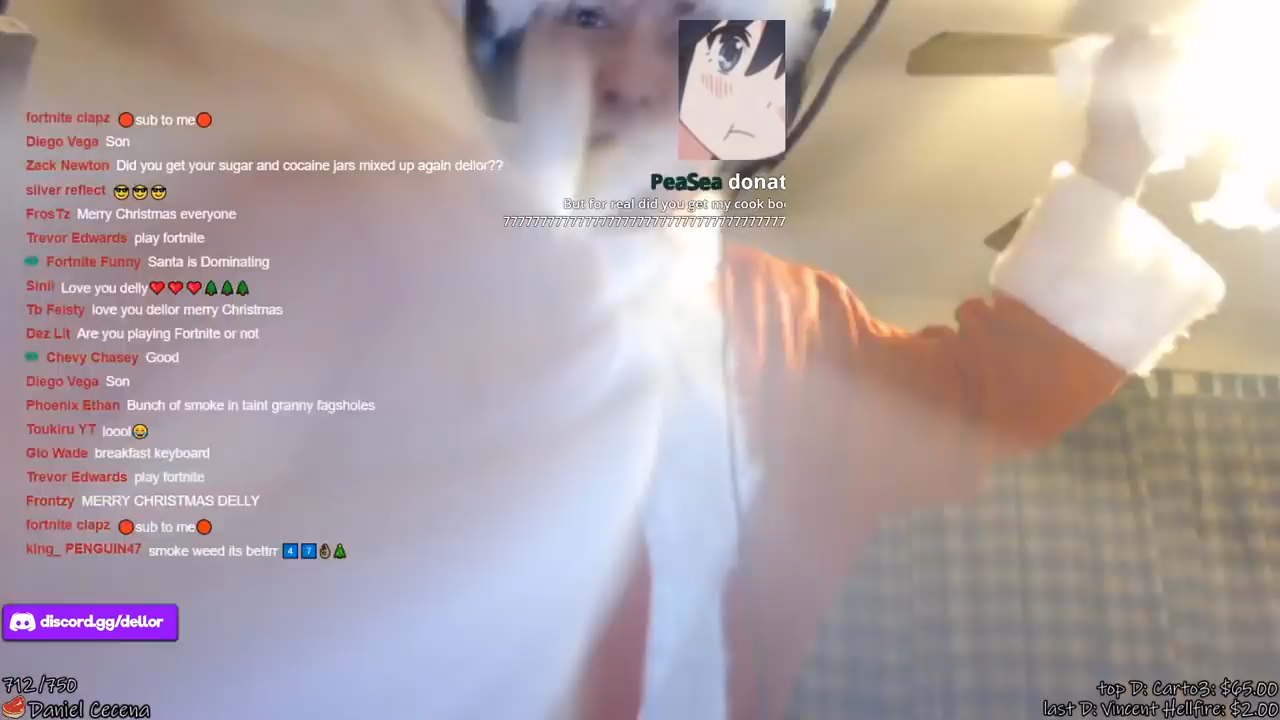 fortnite clapz 🔴sub to me🔴
Diego Vega Son
Zack Newton Did you get your sugar and cocaine jars mixed up again dellor??
silver reflect 😎😎😎
FrosTz Merry Christmas everyone
Trevor Edwards play fortnite
Fortnite Funny Santa is Dominating
Sinii Love you delly❤️❤️❤️🌲🌲🌲
Tb Feisty love you dellor merry Christmas
Dez Lit Are you playing Fortnite or not
Chevy Chasey Good
Diego Vega Son
Phoenix Ethan Bunch of smoke in taint granny fagsholes
Toukiru YT loool😂
Glo Wade breakfast keyboard
Trevor Edwards play fortnite
Frontzy MERRY CHRISTMAS DELLY
fortnite clapz 🔴sub to me🔴
king_ PENGUIN47 smoke weed its beltrr 4 7 👌🏿🌲
PeaSea donat
But for real did you get my cook
discord.gg/dellor
712/750
Daniel Cecena
top D: Carto3: $65.00
last D: Vincent Hellfire: $2.00